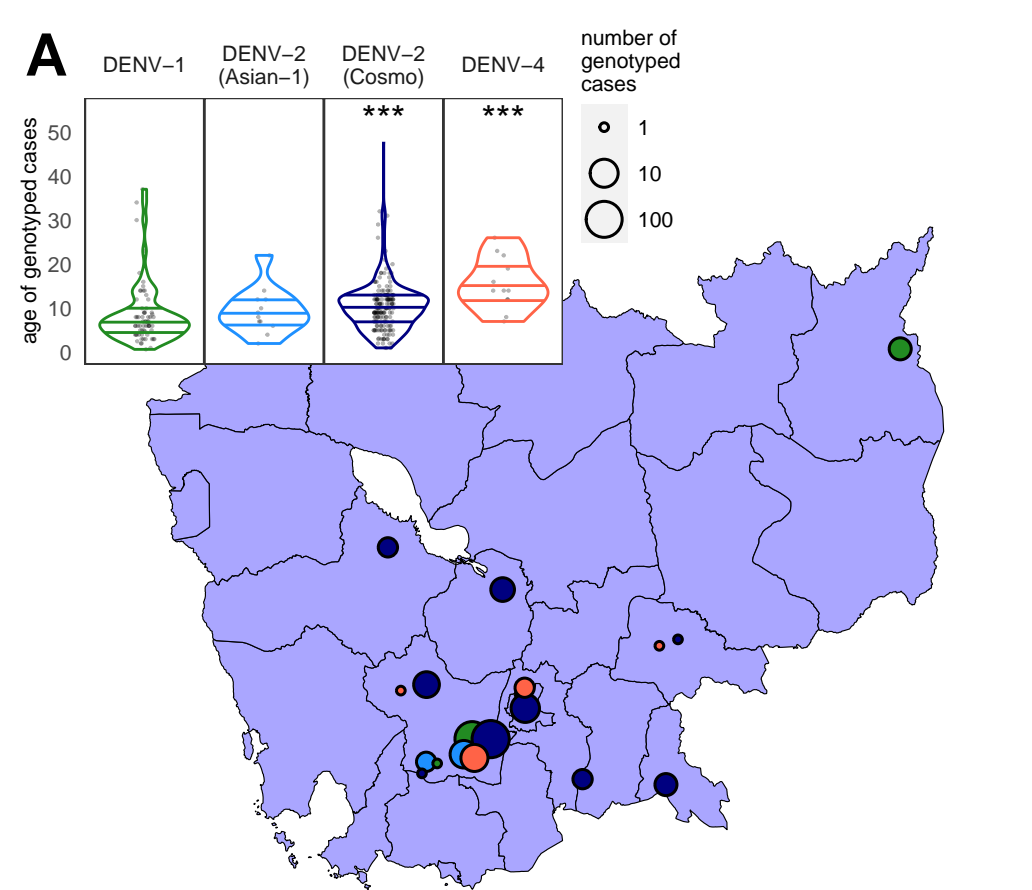 A
DENV−1
DENV−2
(Asian−1)
DENV−2
(Cosmo)
DENV−4
number of
genotyped
cases
1
10
100
age of genotyped cases
50
40
30
20
10
0
***
***